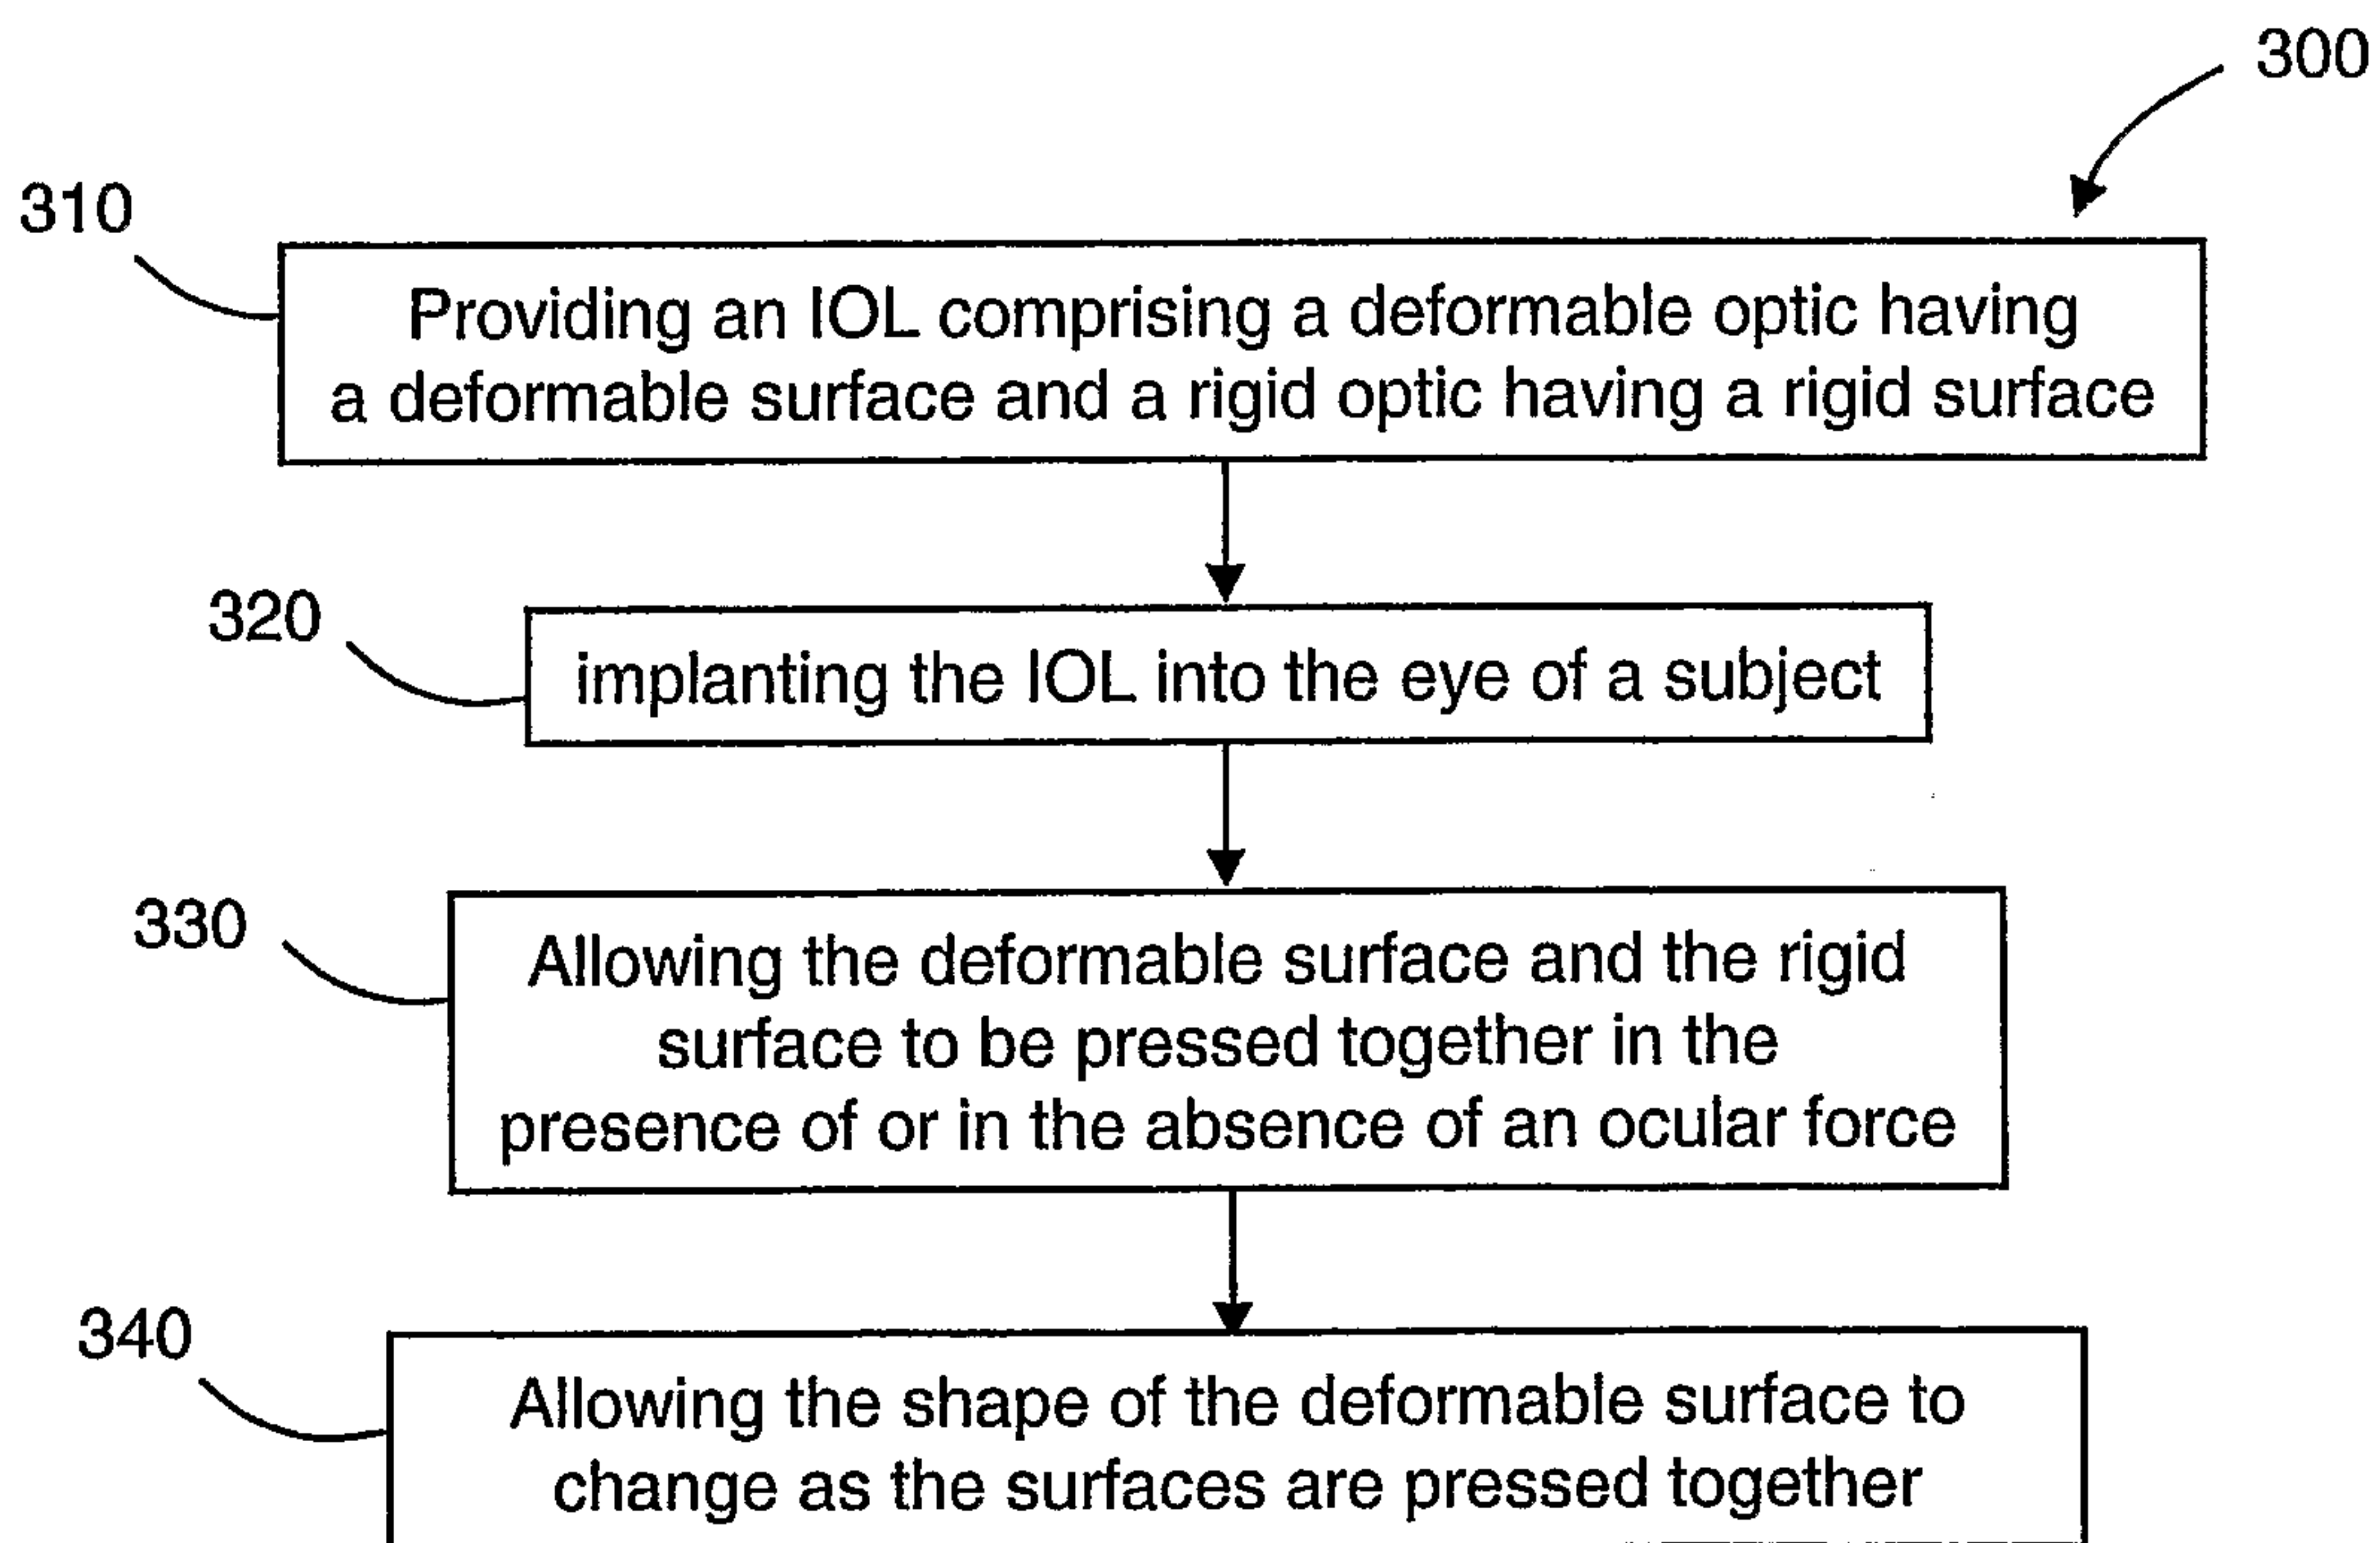 300
310
Providing an IOL comprising a deformable optic having
a deformable surface and a rigid optic having a rigid surface
320
implanting the IOL into the eye of a subject
330
Allowing the deformable surface and the rigid
surface to be pressed together in the
presence of or in the absence of an ocular force
340
Allowing the shape of the deformable surface to
change as the surfaces are pressed together